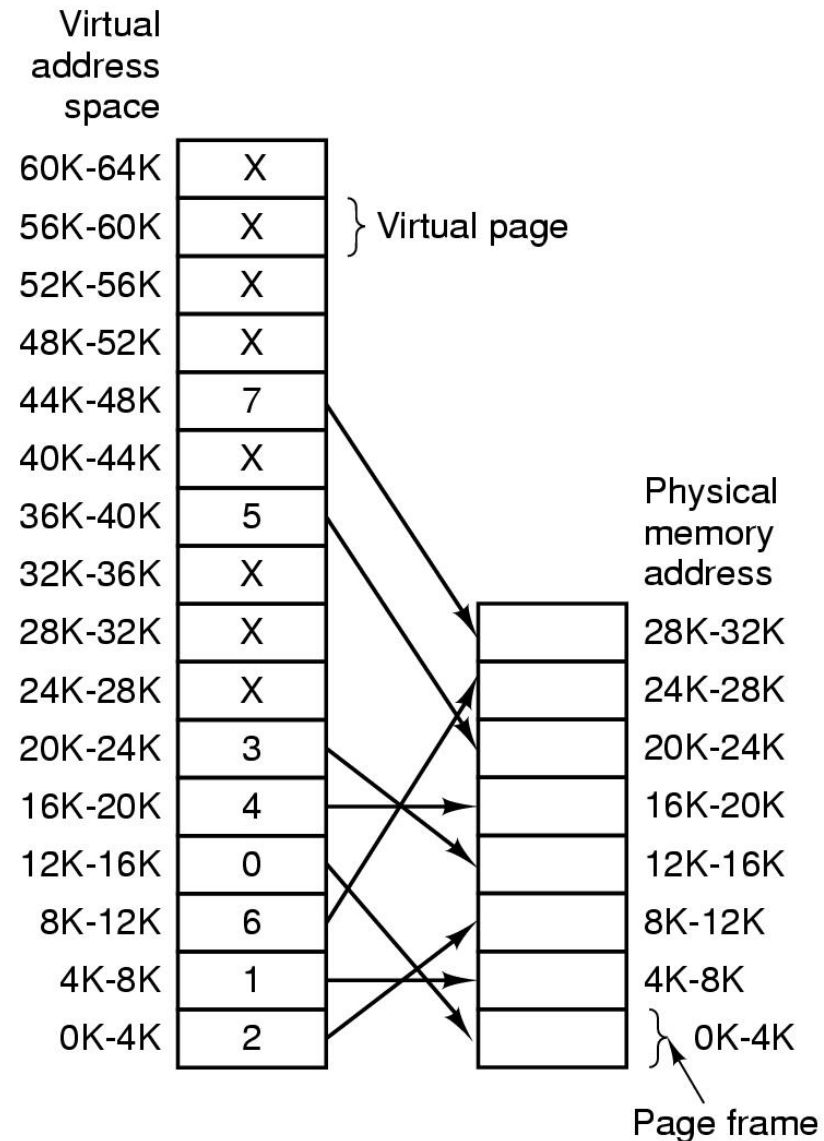 Virtual
address
space
60K-64K X
56K-60K X Virtual page
52K-56K X
48K-52K X
44K-48K 7
40K-44K X
36K-40K 5
Physical
memory
address
32K-36K X
28K-32K X 28K-32K
24K-28K X 24K-28K
20K-24K 3 20K-24K
16K-20K 4 16K-20K
12K-16K 0 12K-16K
8K-12K 6 8K-12K
4K-8K 1 4K-8K
0K-4K 2 0K-4K
Page frame